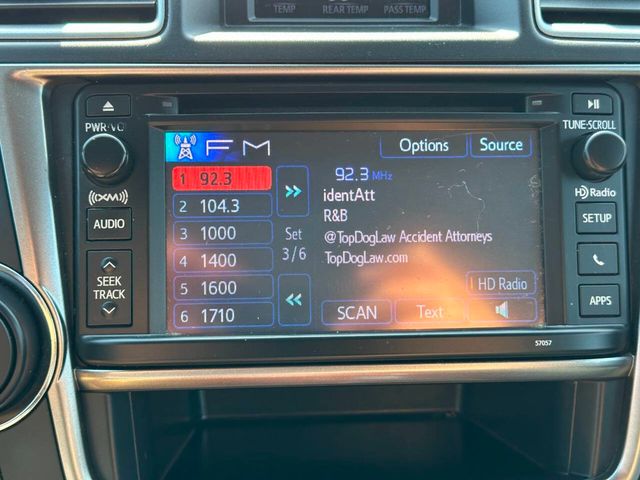 TEMP REAR TEMP PASS TEMP
PWR·VO
TUNE·SCROLL
FM
Options
Source
1 92.3
2 104.3
3 1000
4 1400
5 1600
6 1710
Set
3/6
92.3 MHz
identAtt
R&B
@TopDogLaw Accident Attorneys
TopDogLaw.com
HD Radio
SCAN
Text
((XM))
AUDIO
SEEK
TRACK
HD Radio
SETUP
APPS
57057